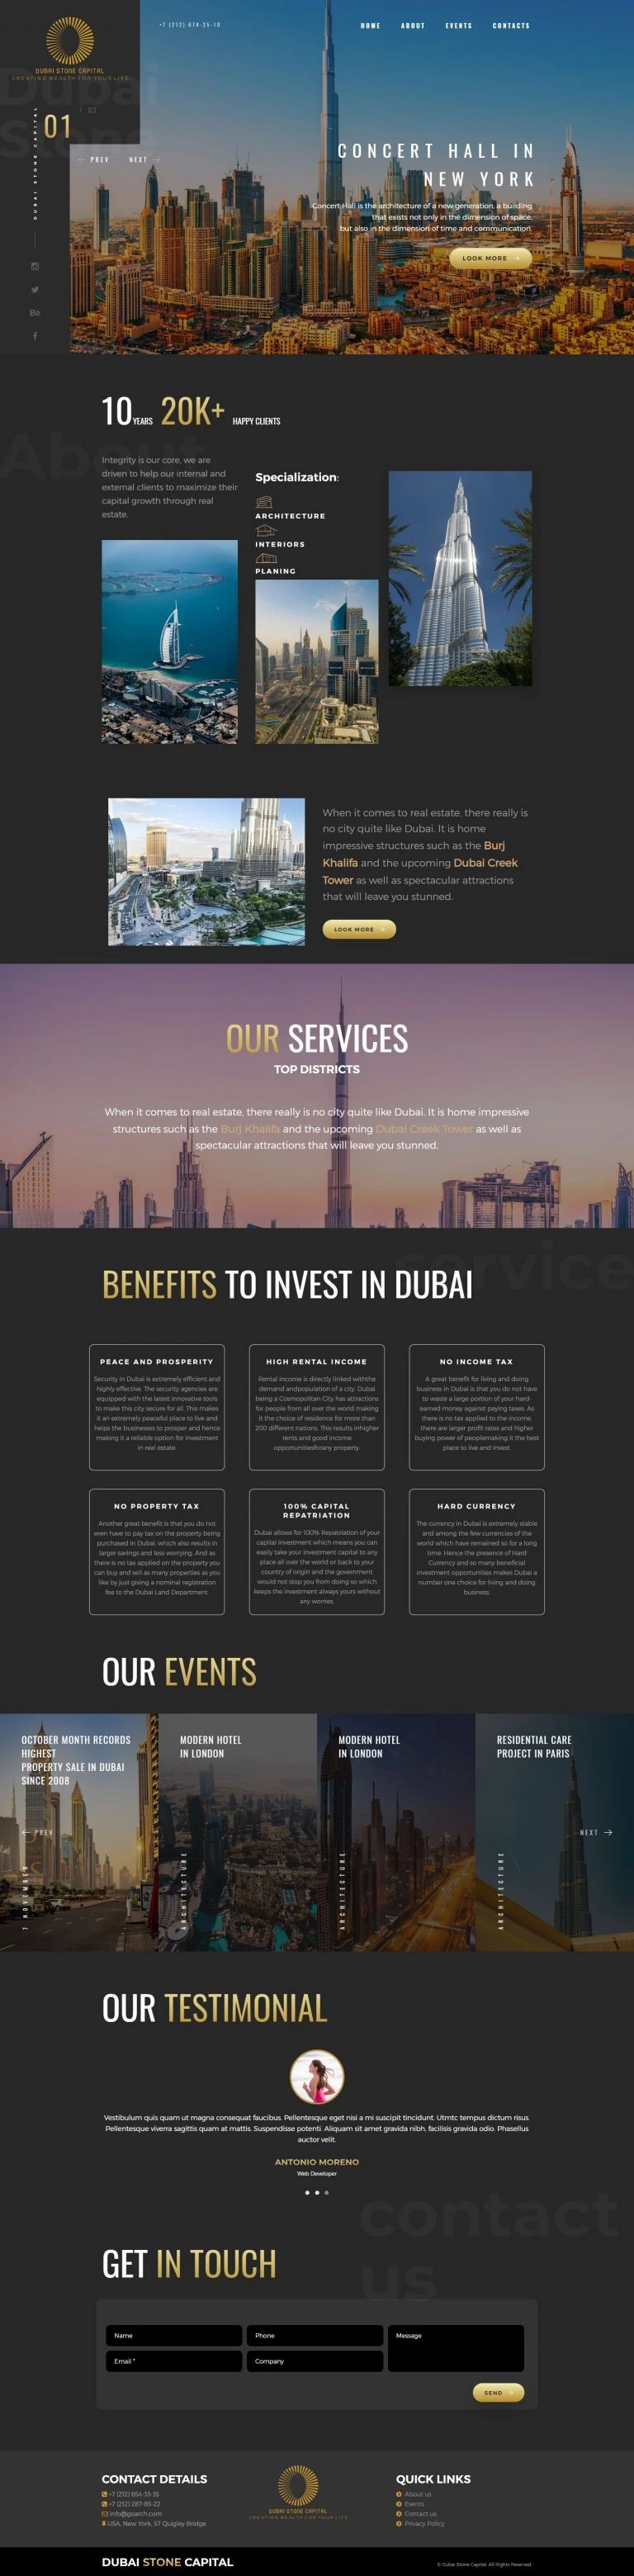 +7 (212) 674-25-10
HOME ABOUT EVENTS CONTACTS
DUBAI STONE CAPITAL
CREATING WEALTH FOR YOUR LIFE
Dubai
Stone
01 / 03
DUBAI STONE CAPITAL
PREV NEXT
CONCERT HALL IN
NEW YORK
Concert Hall is the architecture of a new generation, a building
that exists not only in the dimension of space,
but also in the dimension of time and communication.
LOOK MORE
Bē
10 YEARS 20K+ HAPPY CLIENTS
About
Integrity is our core, we are
driven to help our internal and
external clients to maximize their
capital growth through real
estate.
Specialization:
ARCHITECTURE
INTERIORS
PLANING
When it comes to real estate, there really is
no city quite like Dubai. It is home
impressive structures such as the Burj
Khalifa and the upcoming Dubai Creek
Tower as well as spectacular attractions
that will leave you stunned.
LOOK MORE
OUR SERVICES
TOP DISTRICTS
When it comes to real estate, there really is no city quite like Dubai. It is home impressive
structures such as the Burj Khalifa and the upcoming Dubai Creek Tower as well as
spectacular attractions that will leave you stunned.
service
BENEFITS TO INVEST IN DUBAI
PEACE AND PROSPERITY
Security in Dubai is extremely efficient and
highly effective. The security agencies are
equipped with the latest innovative tools
to make this city secure for all. This makes
it an extremely peaceful place to live and
helps the businesses to prosper and hence
making it a reliable option for investment
in real estate.
HIGH RENTAL INCOME
Rental income is directly linked withthe
demand andpopulation of a city. Dubai
being a Cosmopolitan City has attractions
for people from all over the world making
it the choice of residence for more than
200 different nations. This results inhigher
rents and good income
opportunitiesforany property.
NO INCOME TAX
A great benefit for living and doing
business in Dubai is that you do not have
to waste a large portion of your hard-
earned money against paying taxes. As
there is no tax applied to the income,
there are larger profit rates and higher
buying power of peoplemaking it the best
place to live and invest.
NO PROPERTY TAX
Another great benefit is that you do not
even have to pay tax on the property being
purchased in Dubai, which also results in
larger savings and less worrying. And as
there is no tax applied on the property you
can buy and sell as many properties as you
like by just giving a nominal registration
fee to the Dubai Land Department.
100% CAPITAL
REPATRIATION
Dubai allows for 100% Repatriation of your
capital investment which means you can
easily take your investment capital to any
place all over the world or back to your
country of origin and the government
would not stop you from doing so which
keeps the investment always yours without
any worries.
HARD CURRENCY
The currency in Dubai is extremely stable
and among the few currencies of the
world which have remained so for a long
time. Hence the presence of Hard
Currency and so many beneficial
investment opportunities makes Dubai a
number one choice for living and doing
business.
OUR EVENTS
OCTOBER MONTH RECORDS
HIGHEST
PROPERTY SALE IN DUBAI
SINCE 2008
PREV
7 NOVEMBER
MODERN HOTEL
IN LONDON
ARCHITECTURE
MODERN HOTEL
IN LONDON
ARCHITECTURE
RESIDENTIAL CARE
PROJECT IN PARIS
NEXT
ARCHITECTURE
OUR TESTIMONIAL
Vestibulum quis quam ut magna consequat faucibus. Pellentesque eget nisi a mi suscipit tincidunt. Utmtc tempus dictum risus.
Pellentesque viverra sagittis quam at mattis. Suspendisse potenti. Aliquam sit amet gravida nibh, facilisis gravida odio. Phasellus
auctor velit.
ANTONIO MORENO
Web Developer
contact
us
GET IN TOUCH
Name Phone Message
Email * Company
SEND
CONTACT DETAILS
+7 (212) 654-33-35
+7 (212) 287-85-22
USA, New York, 57 Quigley Bridge
DUBAI STONE CAPITAL
CREATING WEALTH FOR YOUR LIFE
QUICK LINKS
About us
Events
Contact us
Privacy Policy
DUBAI STONE CAPITAL
© Dubai Stone Capital. All Rights Reserved.